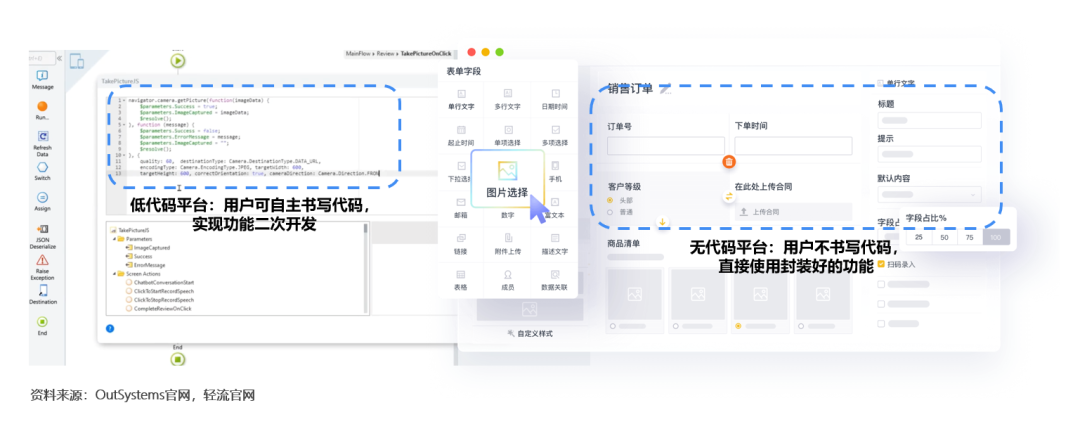 MainFlow ▸ Review ▸ TakePictureOnClick
Message
Run...
Refresh
Data
Switch
Assign
JSON
Deserialize
Raise
Exception
Destination
End
TakePictureJS
1 navigator.camera.getPicture(function(imageData) {
2 $parameters.Success = true;
3 $parameters.ImageCaptured = imageData;
4 $resolve();
5 }, function (message) {
6 $parameters.Success = false;
7 $parameters.ErrorMessage = message;
8 $parameters.ImageCaptured = "";
9 $resolve();
10 }, {
11 quality: 60, destinationType: Camera.DestinationType.DATA_URL,
12 encodingType: Camera.EncodingType.JPEG, targetWidth: 600,
13 targetHeight: 600, correctOrientation: true, cameraDirection: Camera.Direction.FRON
低代码平台：用户可自主书写代码，
实现功能二次开发
TakePictureJS
Parameters
ImageCaptured
Success
ErrorMessage
Screen Actions
ChatbotConversationStart
ClickToStartRecordSpeech
ClickToStopRecordSpeech
CompleteReviewOnClick
End
表单字段
单行文字 多行文字 日期时间
起止时间 单项选择 多项选择
下拉选 手机
图片选择
邮箱 数字 富文本
链接 附件上传 描述文字
表格 成员 数据关联
自定义样式
销售订单
订单号 下单时间
客户等级 在此处上传合同
头部
普通
上传合同
商品清单
无代码平台：用户不书写代码，
直接使用封装好的功能
单行文字
标题
提示
默认内容
字段占比%
25 50 75 100
扫码录入
资料来源：OutSystems官网，轻流官网